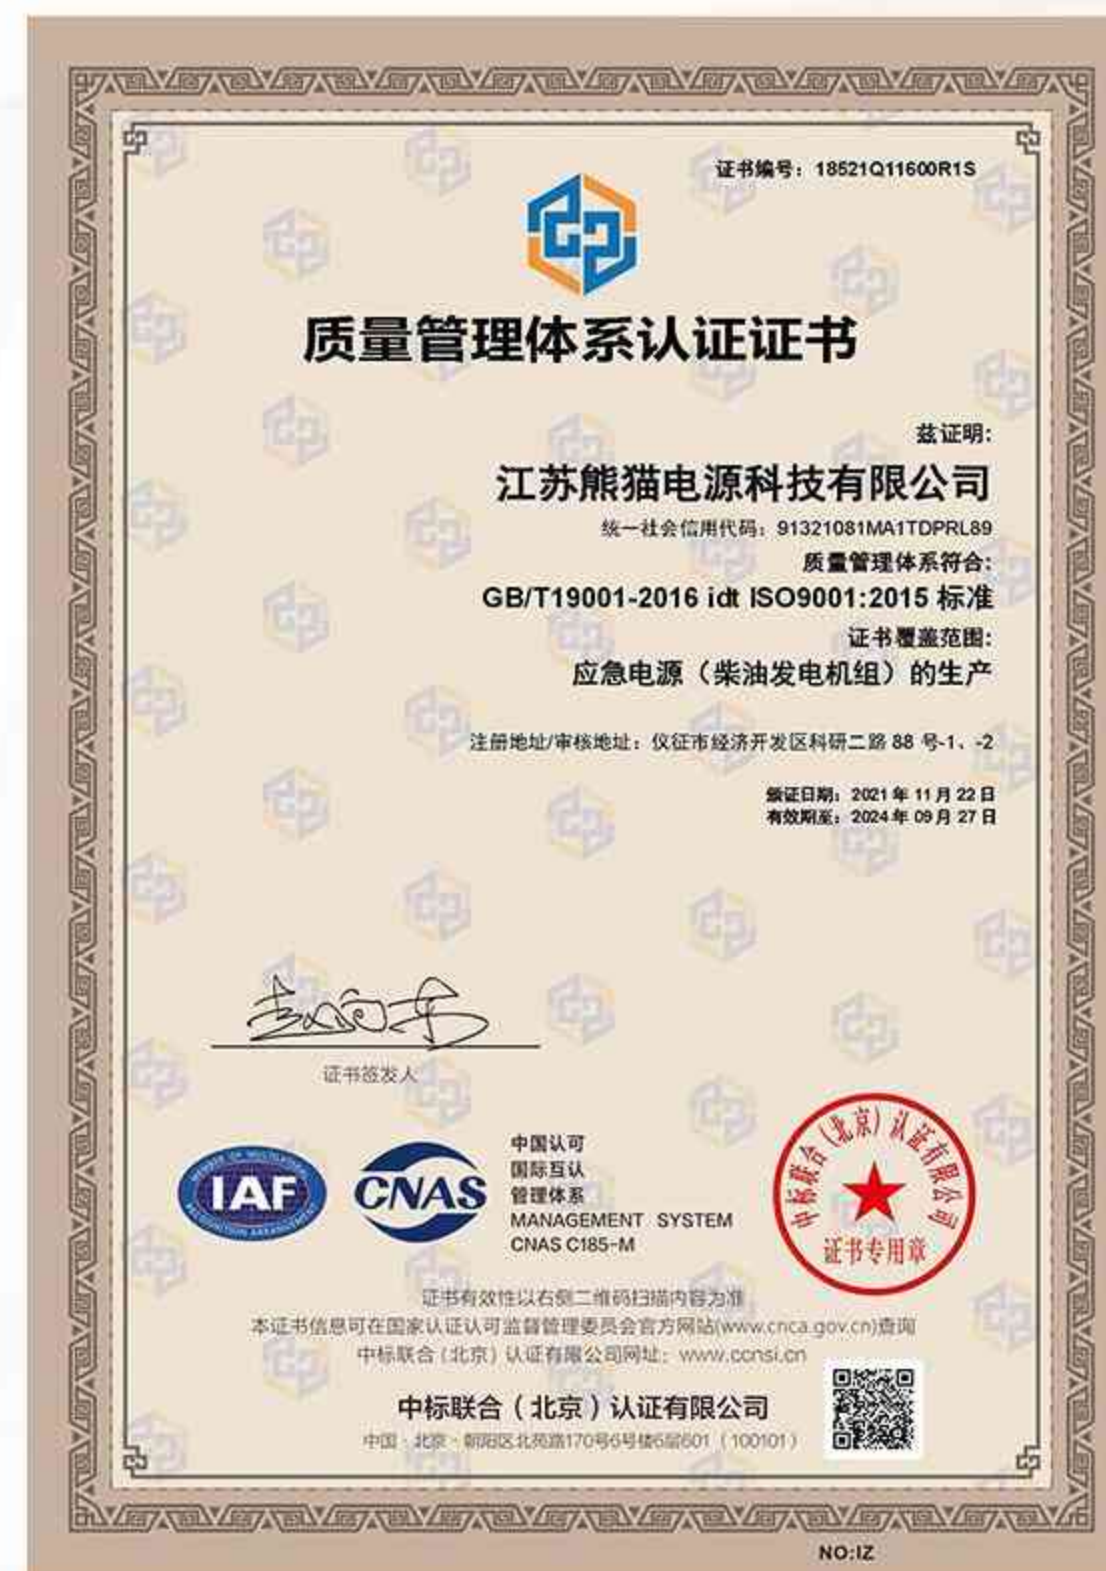 证书编号：18521Q11600R1S
质量管理体系认证证书
兹证明:
江苏熊猫电源科技有限公司
统一社会信用代码：91321081MA1TDPRL89
质量管理体系符合:
GB/T19001-2016 idt ISO9001:2015 标准
证书覆盖范围:
应急电源（柴油发电机组）的生产
注册地址/审核地址：仪征市经济开发区科研二路 88 号-1、-2
颁证日期：2021 年 11 月 22 日
有效期至：2024 年 09 月 27 日
证书签发人
MEMBER OF MULTILATERAL
IAF
RECOGNITION ARRANGEMENT
CNAS
中国认可
国际互认
管理体系
MANAGEMENT SYSTEM
CNAS C185-M
中标联合（北京）认证有限公司
证书专用章
证书有效性以右侧二维码扫描内容为准
本证书信息可在国家认证认可监督管理委员会官方网站(www.cnca.gov.cn)查询
中标联合（北京）认证有限公司网址：www.ccnsi.cn
中标联合（北京）认证有限公司
中国·北京·朝阳区北苑路170号6号楼6层601（100101）
NO:IZ